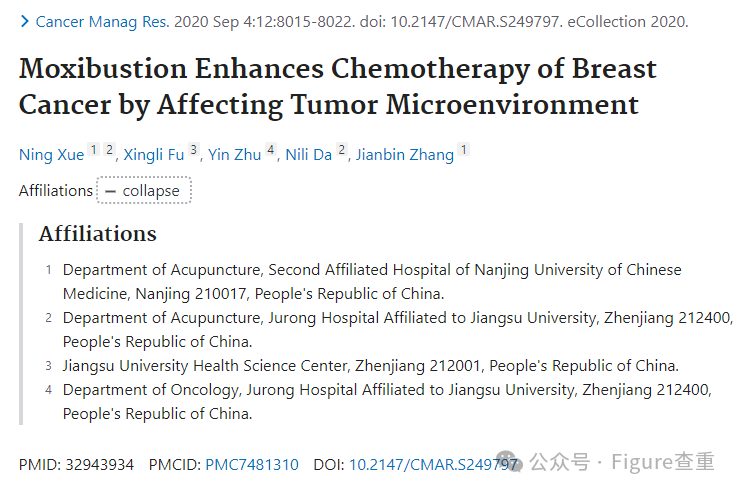 Cancer Manag Res. 2020 Sep 4:12:8015-8022. doi: 10.2147/CMAR.S249797. eCollection 2020.
Moxibustion Enhances Chemotherapy of Breast
Cancer by Affecting Tumor Microenvironment
Ning Xue 1 2, Xingli Fu 3, Yin Zhu 4, Nili Da 2, Jianbin Zhang 1
Affiliations — collapse
Affiliations
1 Department of Acupuncture, Second Affiliated Hospital of Nanjing University of Chinese
Medicine, Nanjing 210017, People's Republic of China.
2 Department of Acupuncture, Jurong Hospital Affiliated to Jiangsu University, Zhenjiang 212400,
People's Republic of China.
3 Jiangsu University Health Science Center, Zhenjiang 212001, People's Republic of China.
4 Department of Oncology, Jurong Hospital Affiliated to Jiangsu University, Zhenjiang 212400,
People's Republic of China.
PMID: 32943934 PMCID: PMC7481310 DOI: 10.2147/CMAR.S249797
公众号 · Figure查重